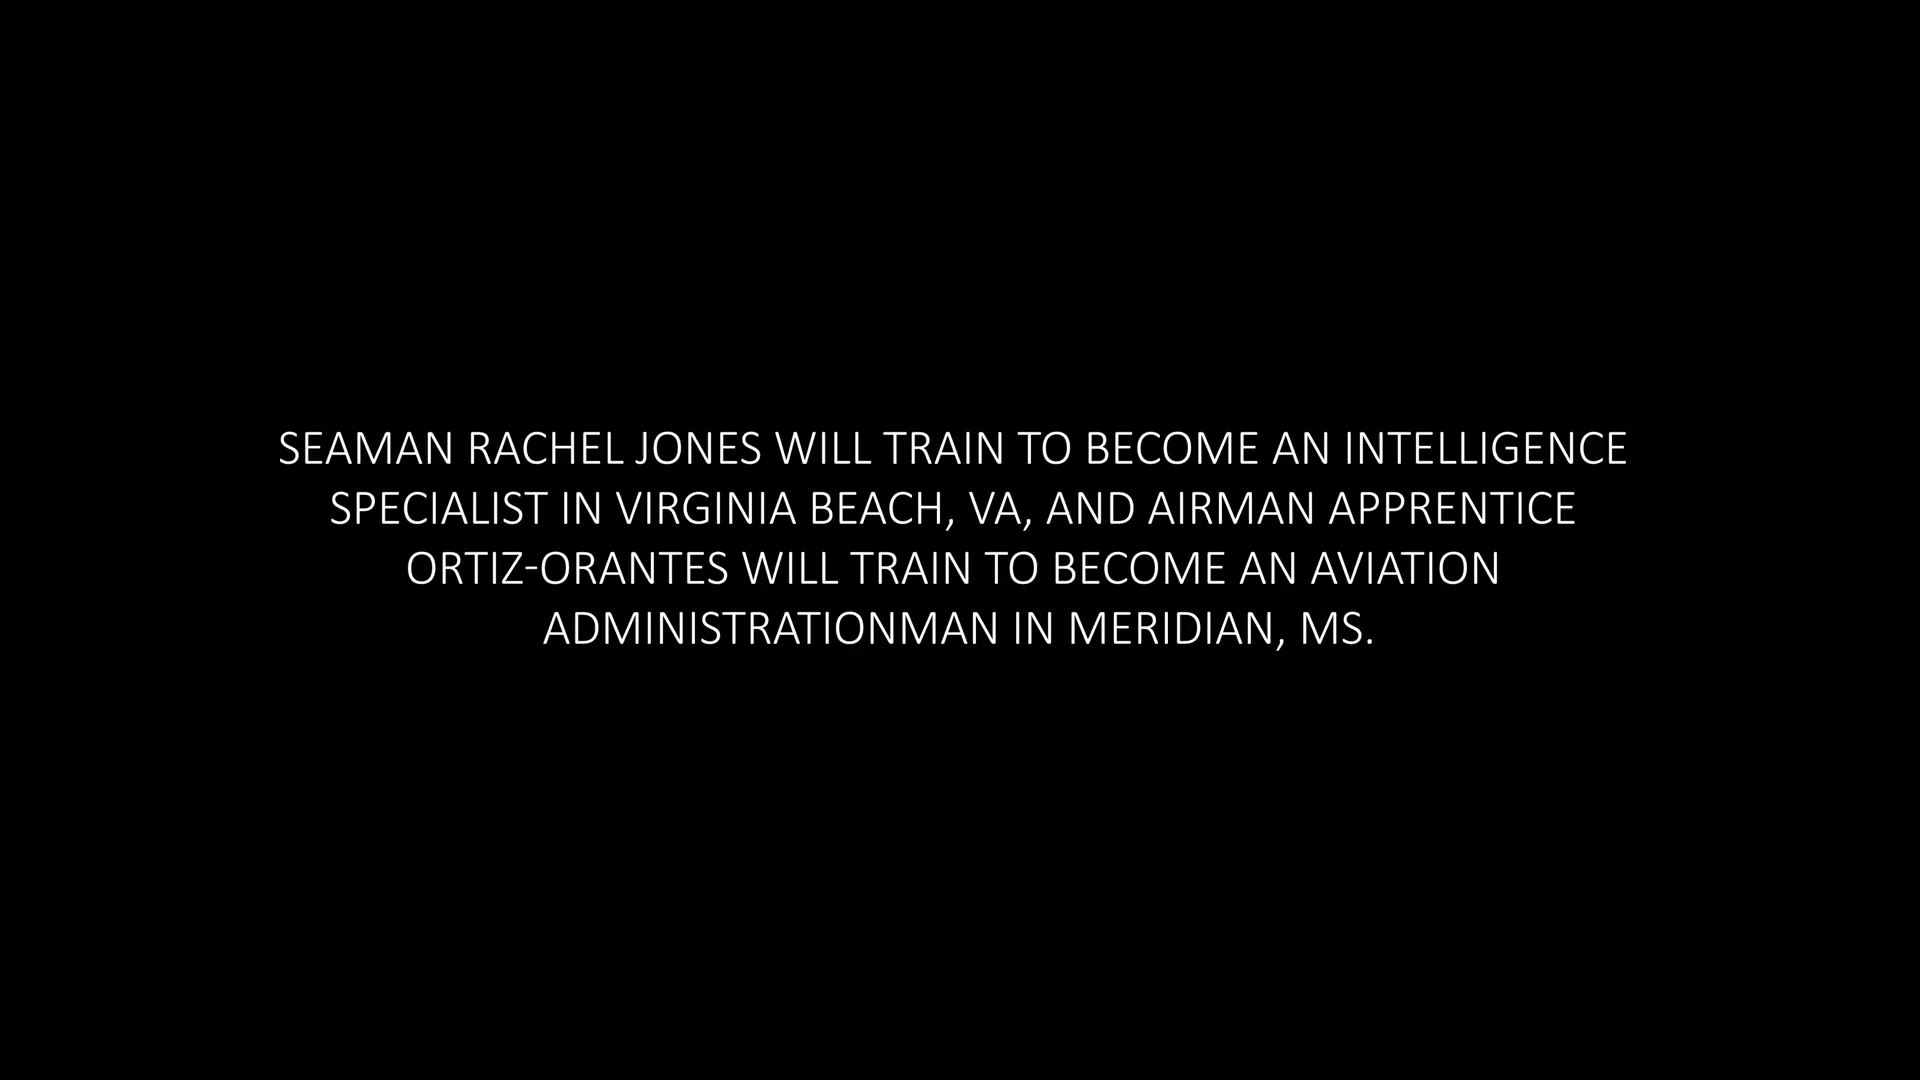 SEAMAN RACHEL JONES WILL TRAIN TO BECOME AN INTELLIGENCE
SPECIALIST IN VIRGINIA BEACH, VA, AND AIRMAN APPRENTICE
ORTIZ-ORANTES WILL TRAIN TO BECOME AN AVIATION
ADMINISTRATIONMAN IN MERIDIAN, MS.